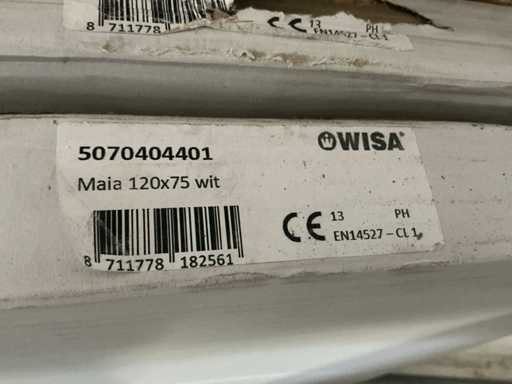 8 711778
CE 13 PH
EN14527 - CL 1
WISA®
5070404401
Maia 120x75 wit
CE 13 PH
EN14527 - CL 1
8 711778 182561